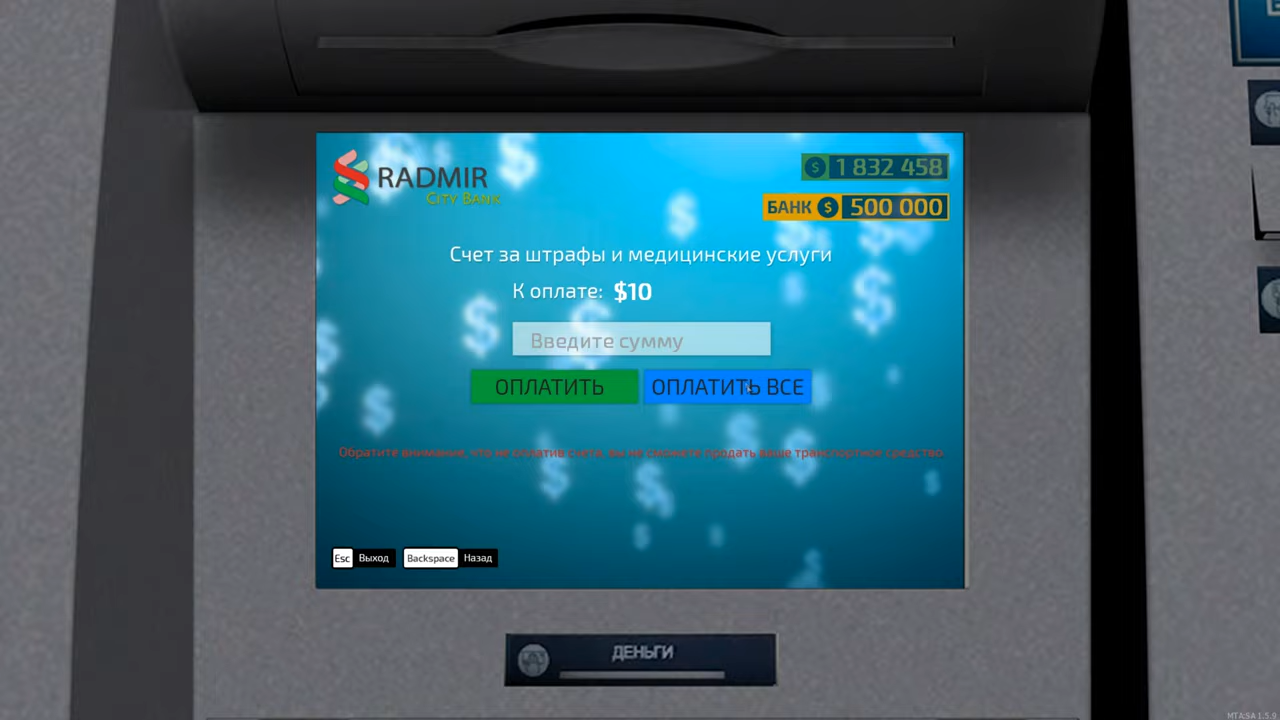 RADMIR
CITY BANK
$ 1 832 458
БАНК $ 500 000
Счет за штрафы и медицинские услуги
К оплате: $10
Введите сумму
ОПЛАТИТЬ
ОПЛАТИТЬ ВСЕ
Обратите внимание, что не оплатив счета, вы не сможете продать ваше транспортное средство
Esc Выход Backspace Назад
ДЕНЬГИ
MTA:SA 1.5.9